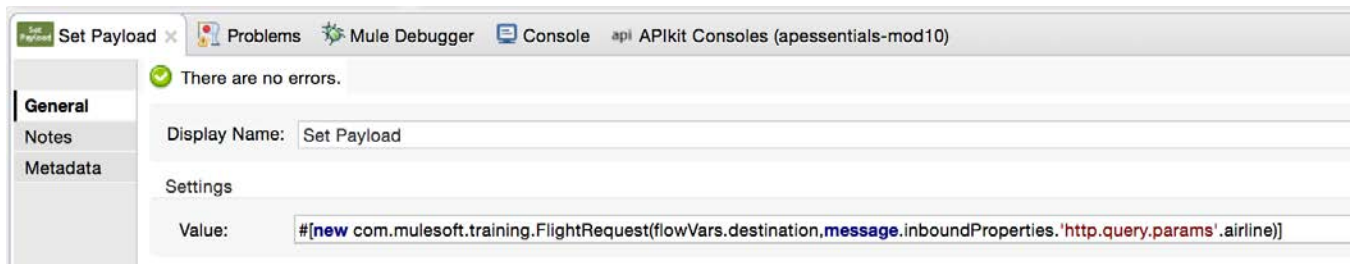 Set Payload Set Payload Problems Mule Debugger Console api APIkit Consoles (apessentials-mod10)
There are no errors.
General
Notes
Display Name: Set Payload
Metadata
Settings
Value: #[new com.mulesoft.training.FlightRequest(flowVars.destination,message.inboundProperties.'http.query.params'.airline)]